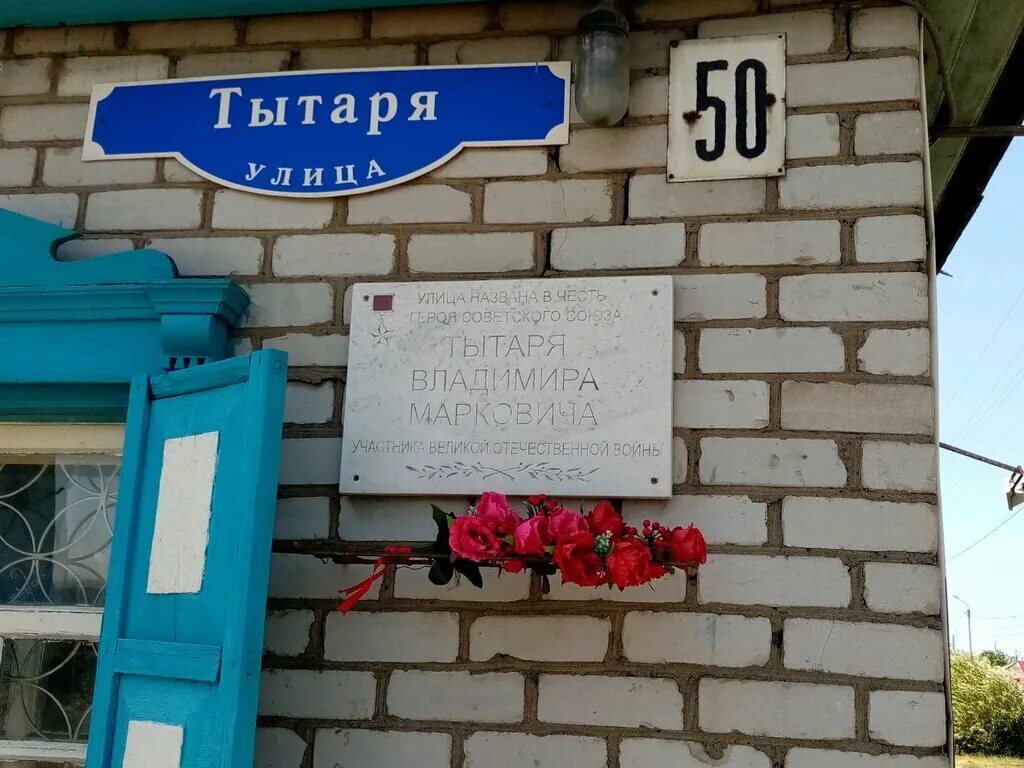 Тытаря
УЛИЦА
50
УЛИЦА НАЗВАНА В ЧЕСТЬ
ГЕРОЯ СОВЕТСКОГО СОЮЗА
ТЫТАРЯ
ВЛАДИМИРА
МАРКОВИЧА
УЧАСТНИКА ВЕЛИКОЙ ОТЕЧЕСТВЕННОЙ ВОЙНЫ